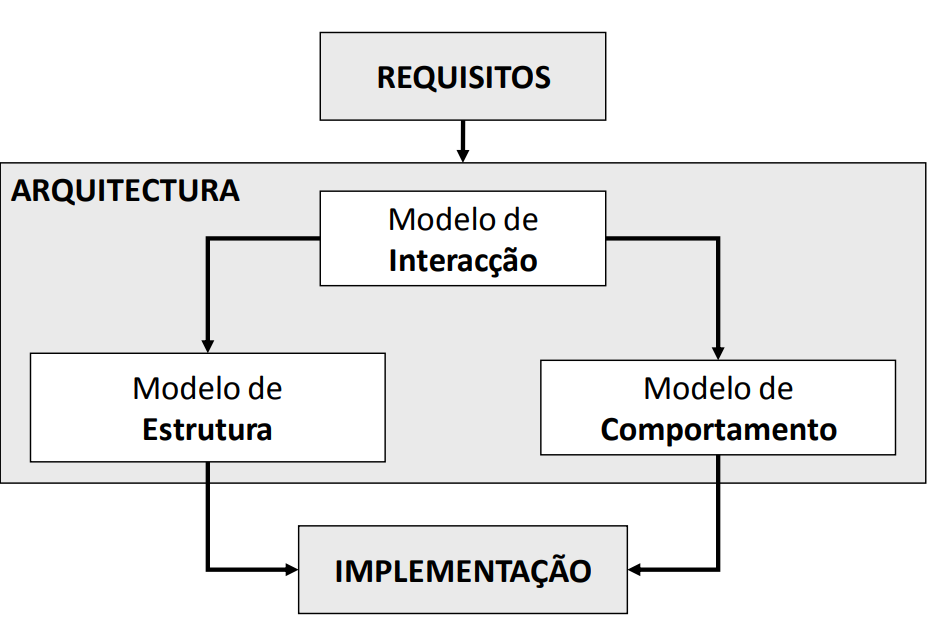 REQUISITOS
ARQUITECTURA
Modelo de
Interacção
Modelo de
Estrutura
Modelo de
Comportamento
IMPLEMENTAÇÃO